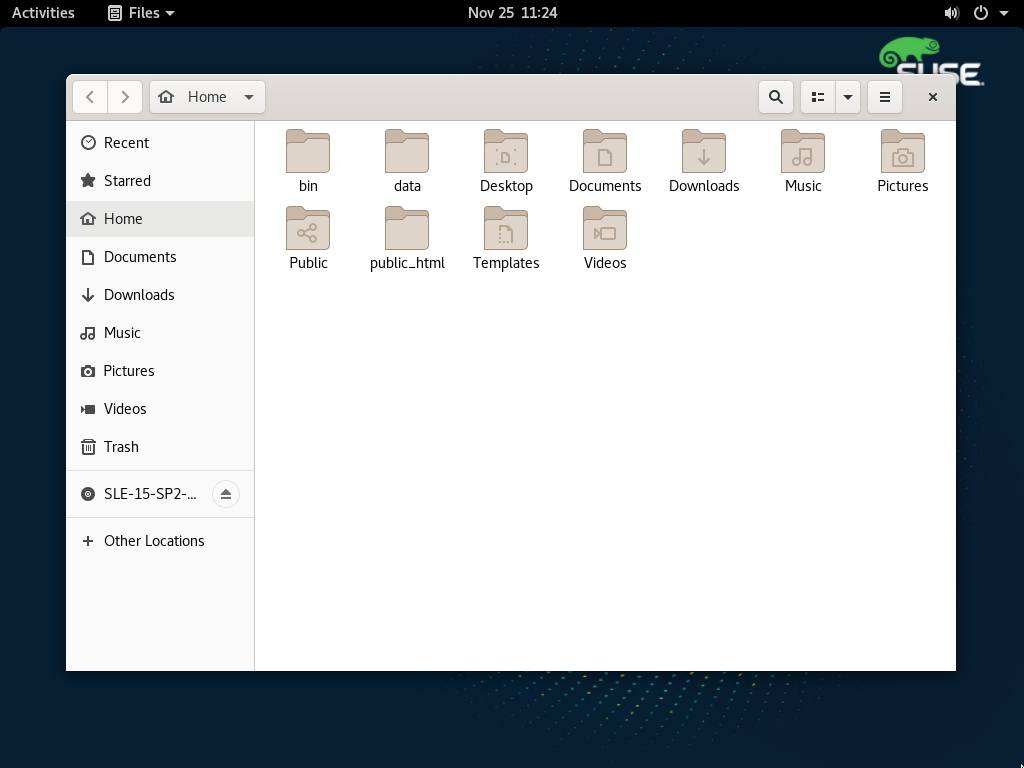 Activities Files Nov 25 11:24
SUSE
Home
Recent
Starred
Home
Documents
Downloads
Music
Pictures
Videos
Trash
SLE-15-SP2-...
Other Locations
bin data Desktop Documents Downloads Music Pictures
Public public_html Templates Videos